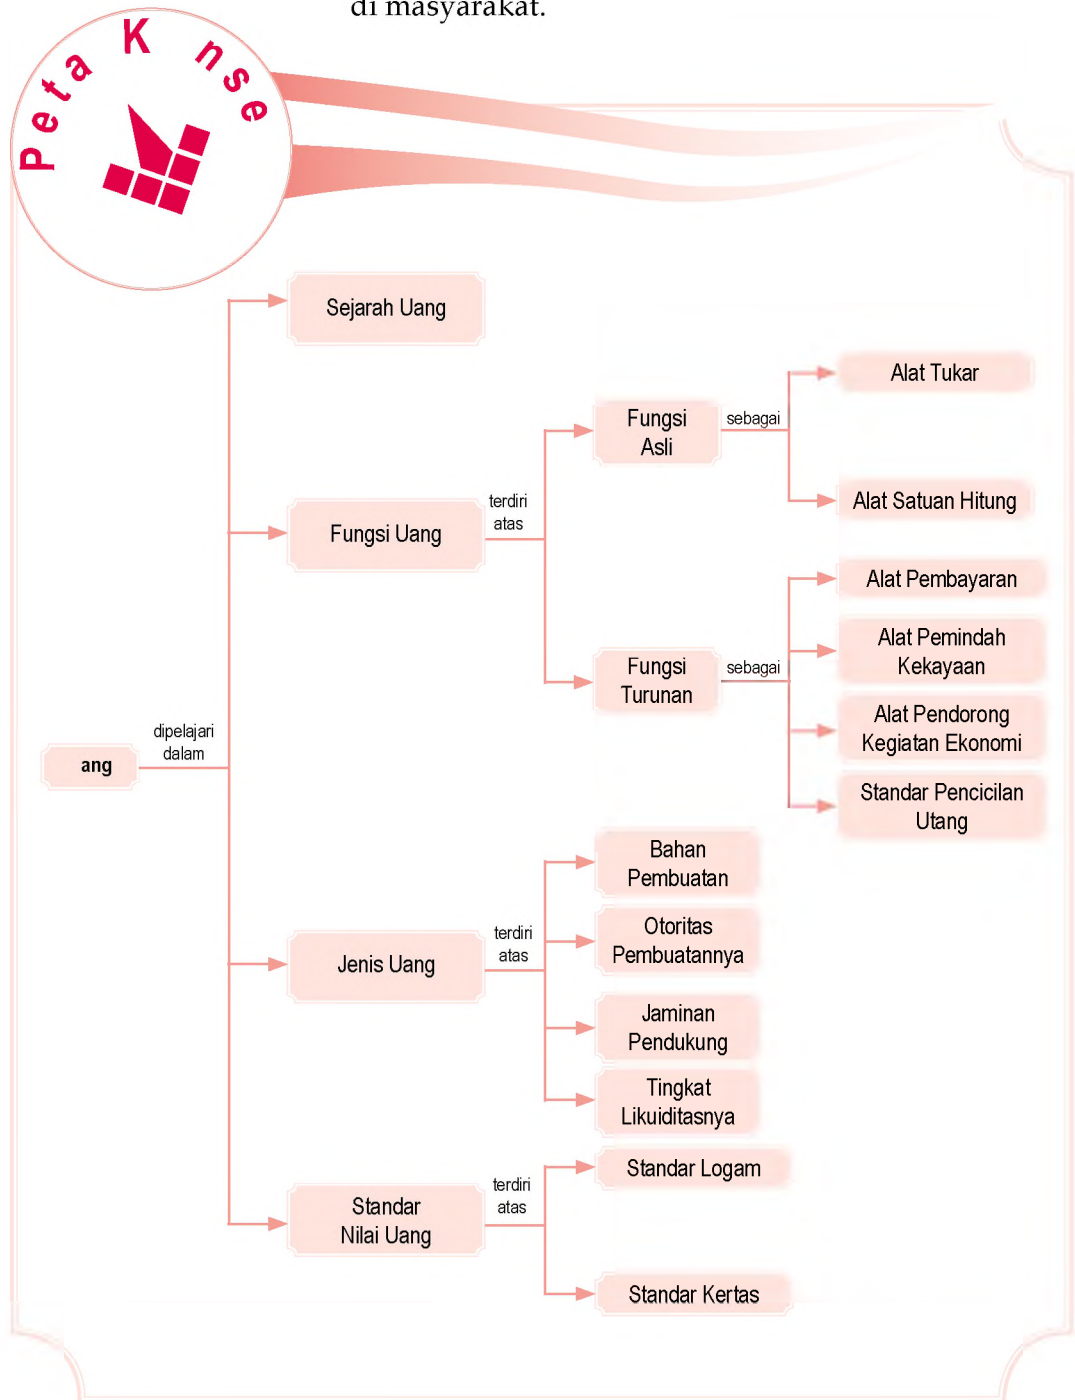 di masyarakat.
Peta K nse
Sejarah Uang
Alat Tukar
Fungsi
Asli
sebagai
Alat Satuan Hitung
Fungsi Uang
terdiri
atas
Alat Pembayaran
Alat Pemindah
Kekayaan
Fungsi
Turunan
sebagai
Alat Pendorong
Kegiatan Ekonomi
Standar Pencicilan
Utang
ang
dipelajari
dalam
Bahan
Pembuatan
Otoritas
Pembuatannya
Jenis Uang
terdiri
atas
Jaminan
Pendukung
Tingkat
Likuiditasnya
Standar Logam
Standar
Nilai Uang
terdiri
atas
Standar Kertas